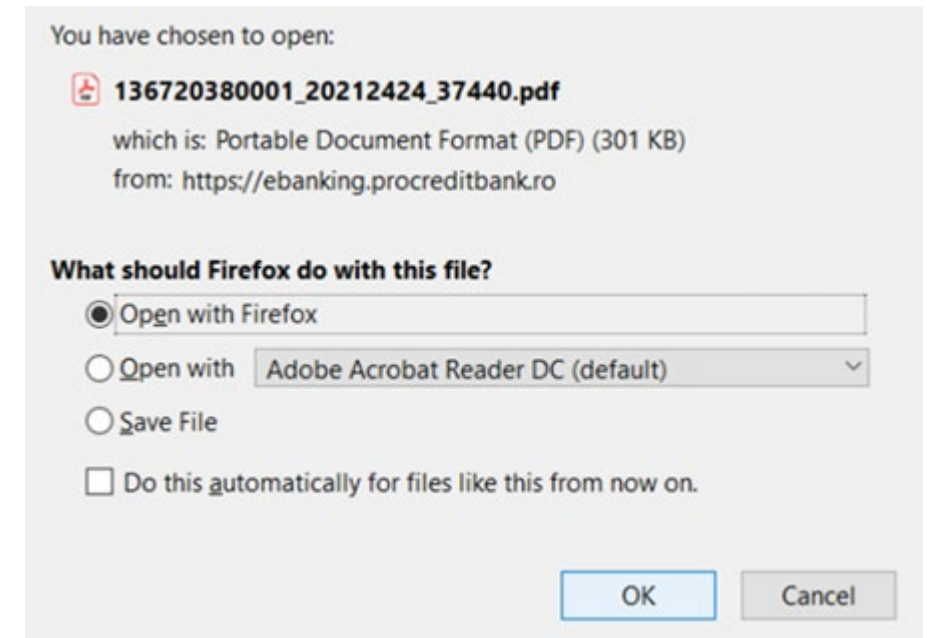 You have chosen to open:
136720380001_20212424_37440.pdf
which is: Portable Document Format (PDF) (301 KB)
from: https://ebanking.procreditbank.ro
What should Firefox do with this file?
Open with Firefox
Open with Adobe Acrobat Reader DC (default)
Save File
Do this automatically for files like this from now on.
OK Cancel